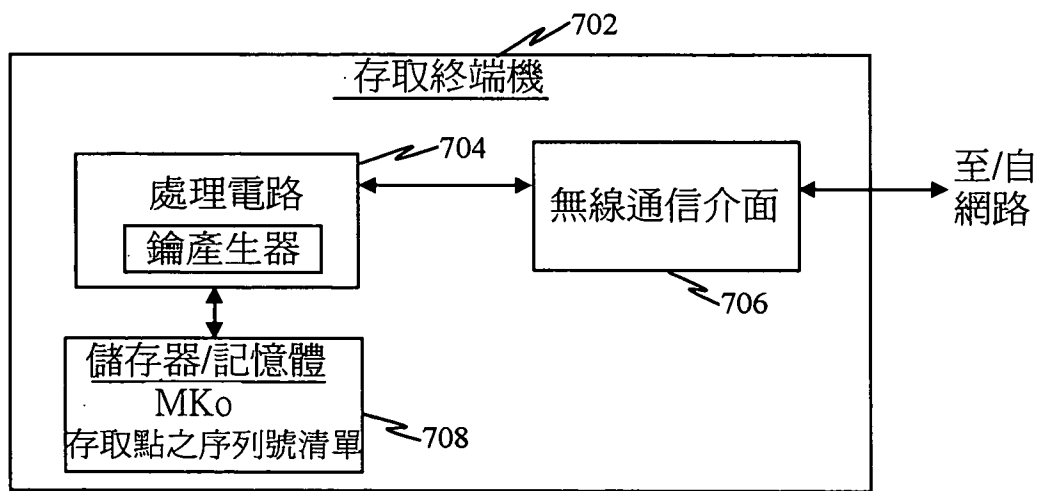 702
存取終端機
704
處理電路
鑰產生器
無線通信介面
706
至/自
網路
儲存器/記憶體
MKo
存取點之序列號清單
708